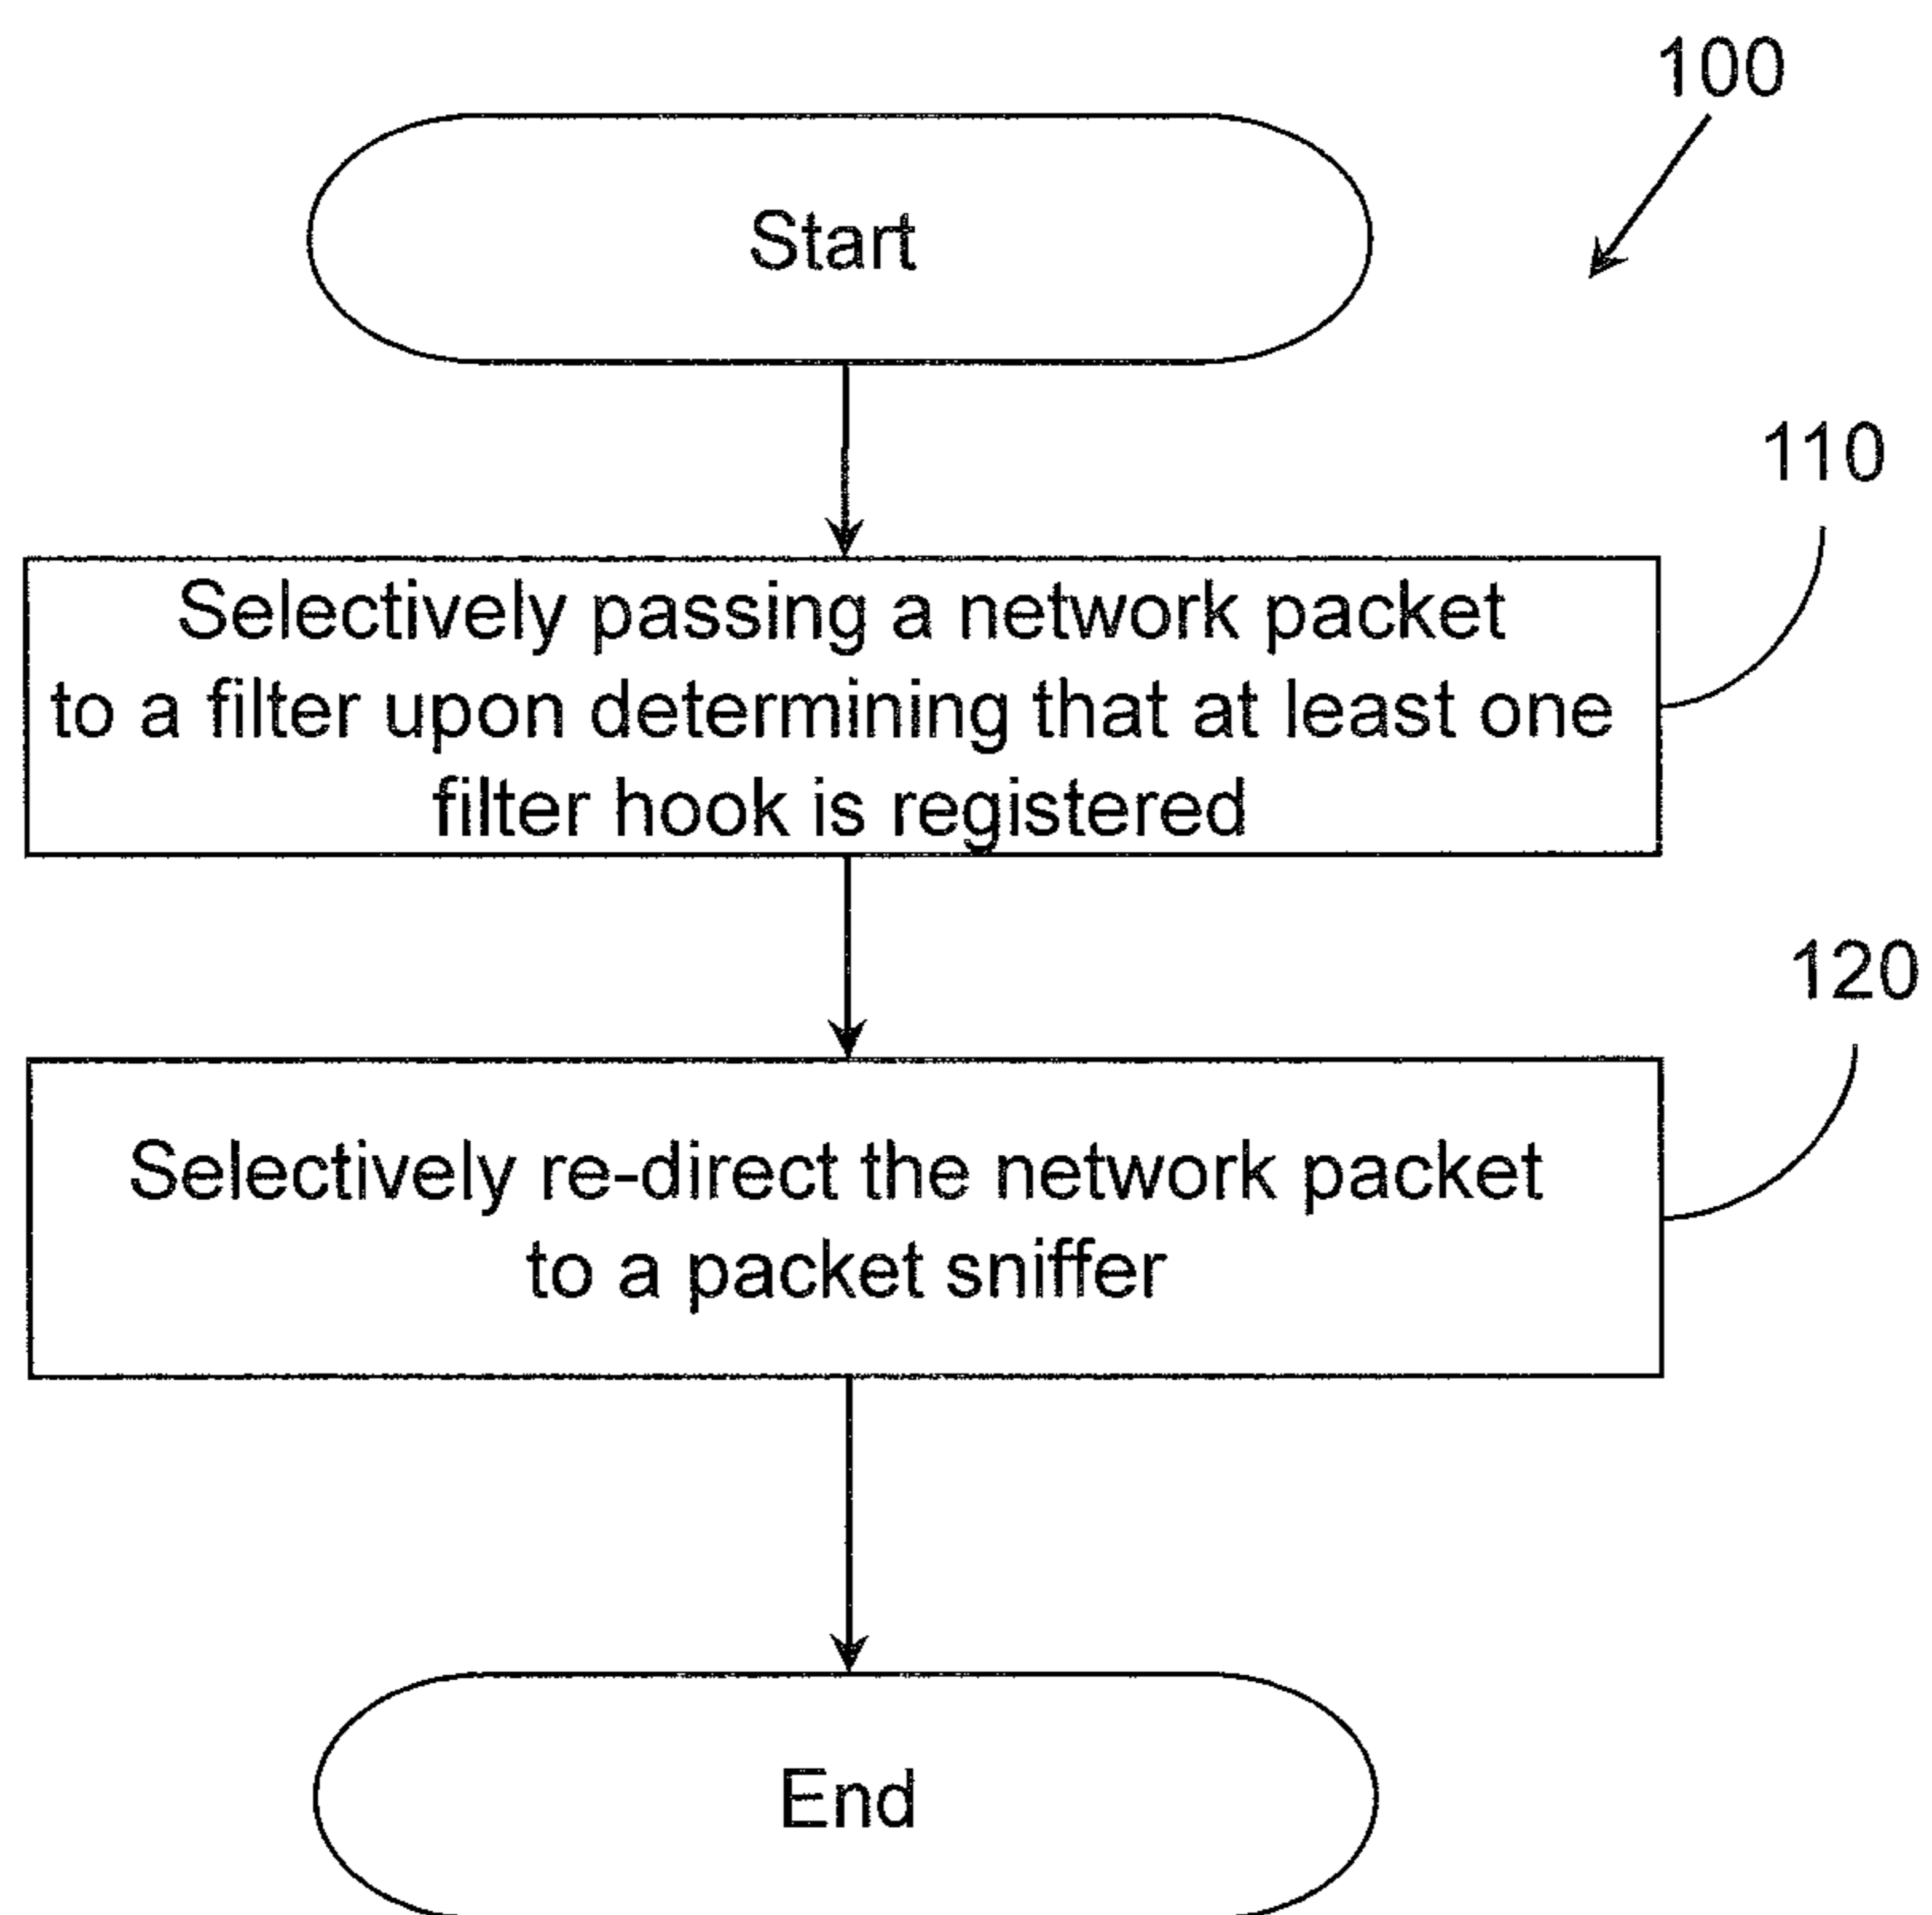 100
Start
110
Selectively passing a network packet
to a filter upon determining that at least one
filter hook is registered
120
Selectively re-direct the network packet
to a packet sniffer
End